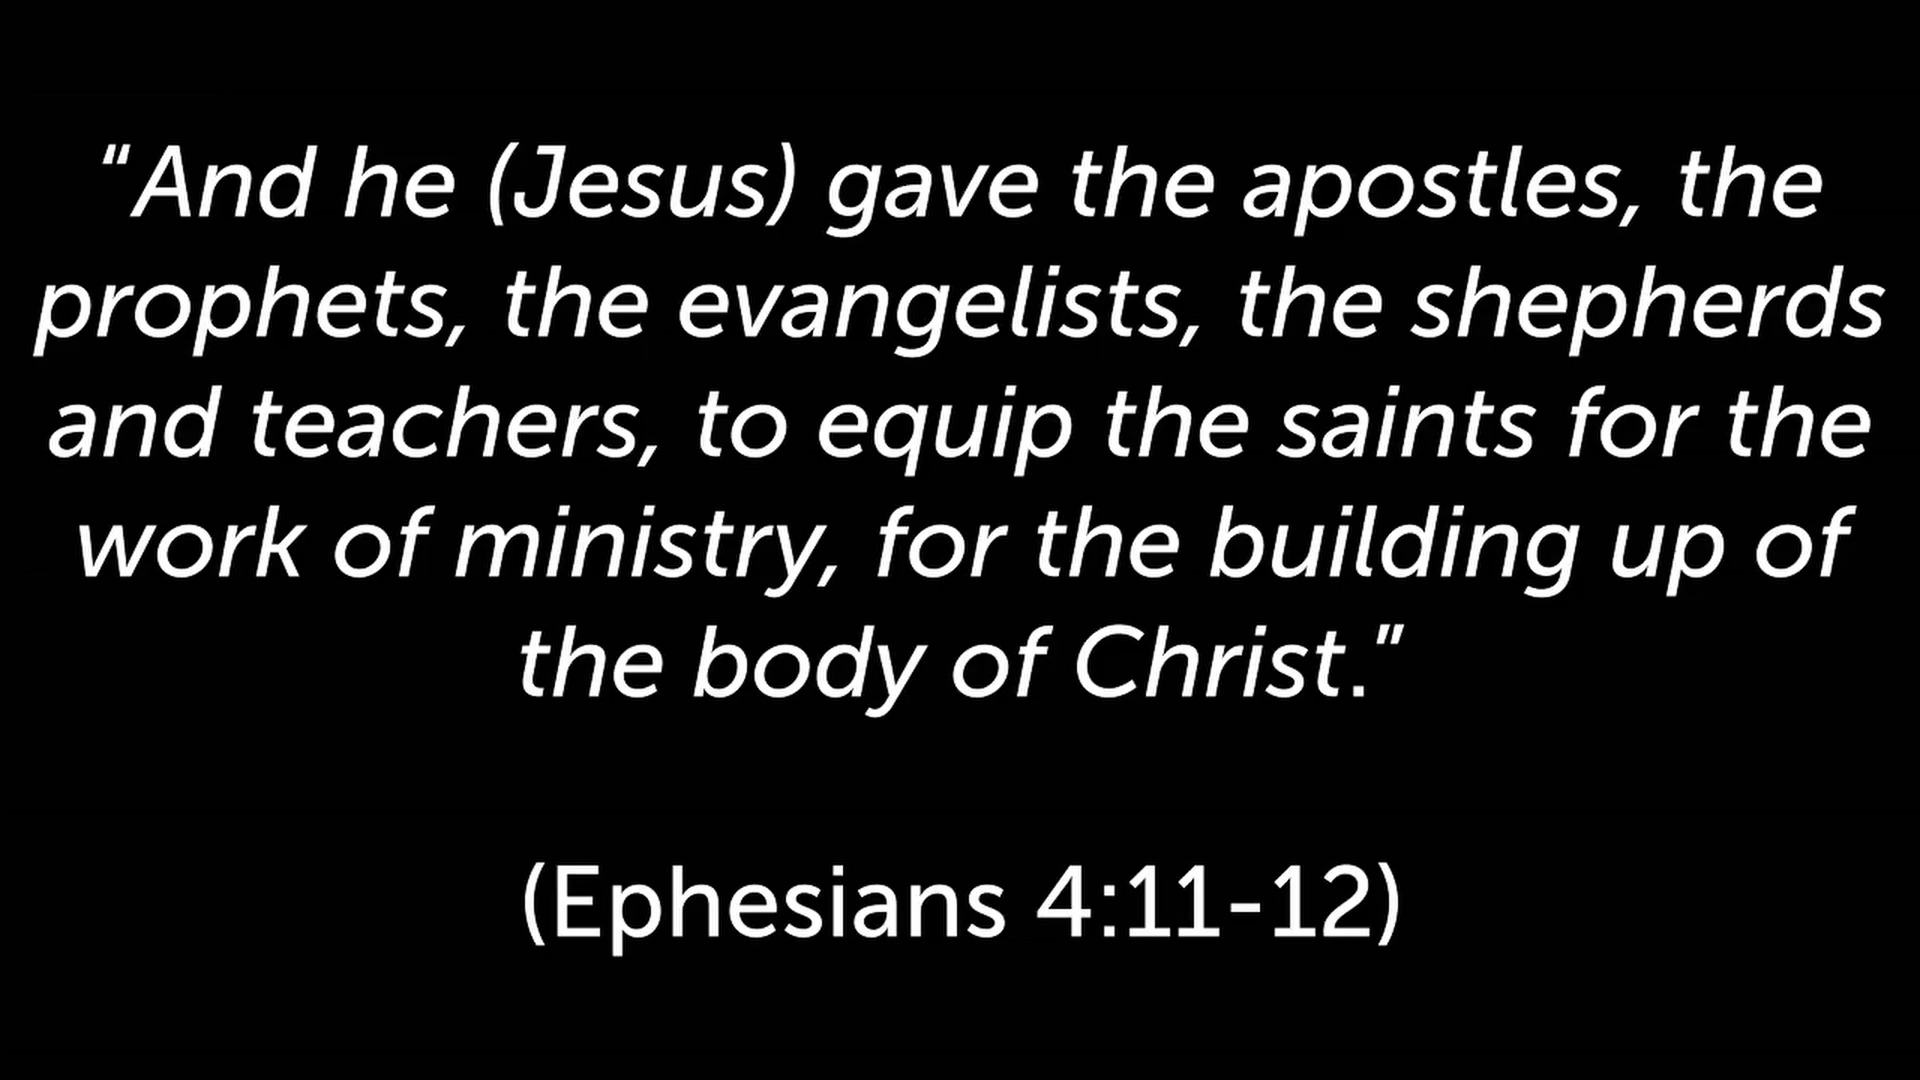 “And he (Jesus) gave the apostles, the
prophets, the evangelists, the shepherds
and teachers, to equip the saints for the
work of ministry, for the building up of
the body of Christ.”
(Ephesians 4:11-12)